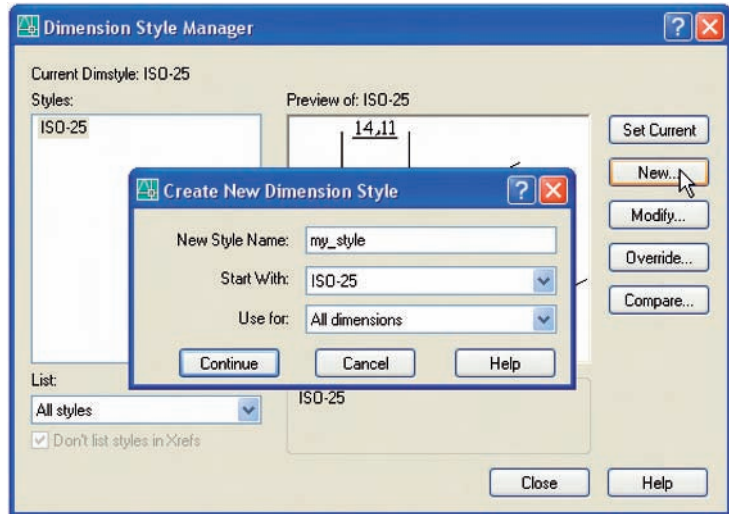 Dimension Style Manager
Current Dimstyle: ISO-25
Styles:
ISO-25
Preview of: ISO-25
14,11
Set Current
New...
Modify...
Override...
Compare...
Create New Dimension Style
New Style Name: my_style
Start With: ISO-25
Use for: All dimensions
Continue Cancel Help
List:
All styles
Don't list styles in Xrefs
ISO-25
Close Help